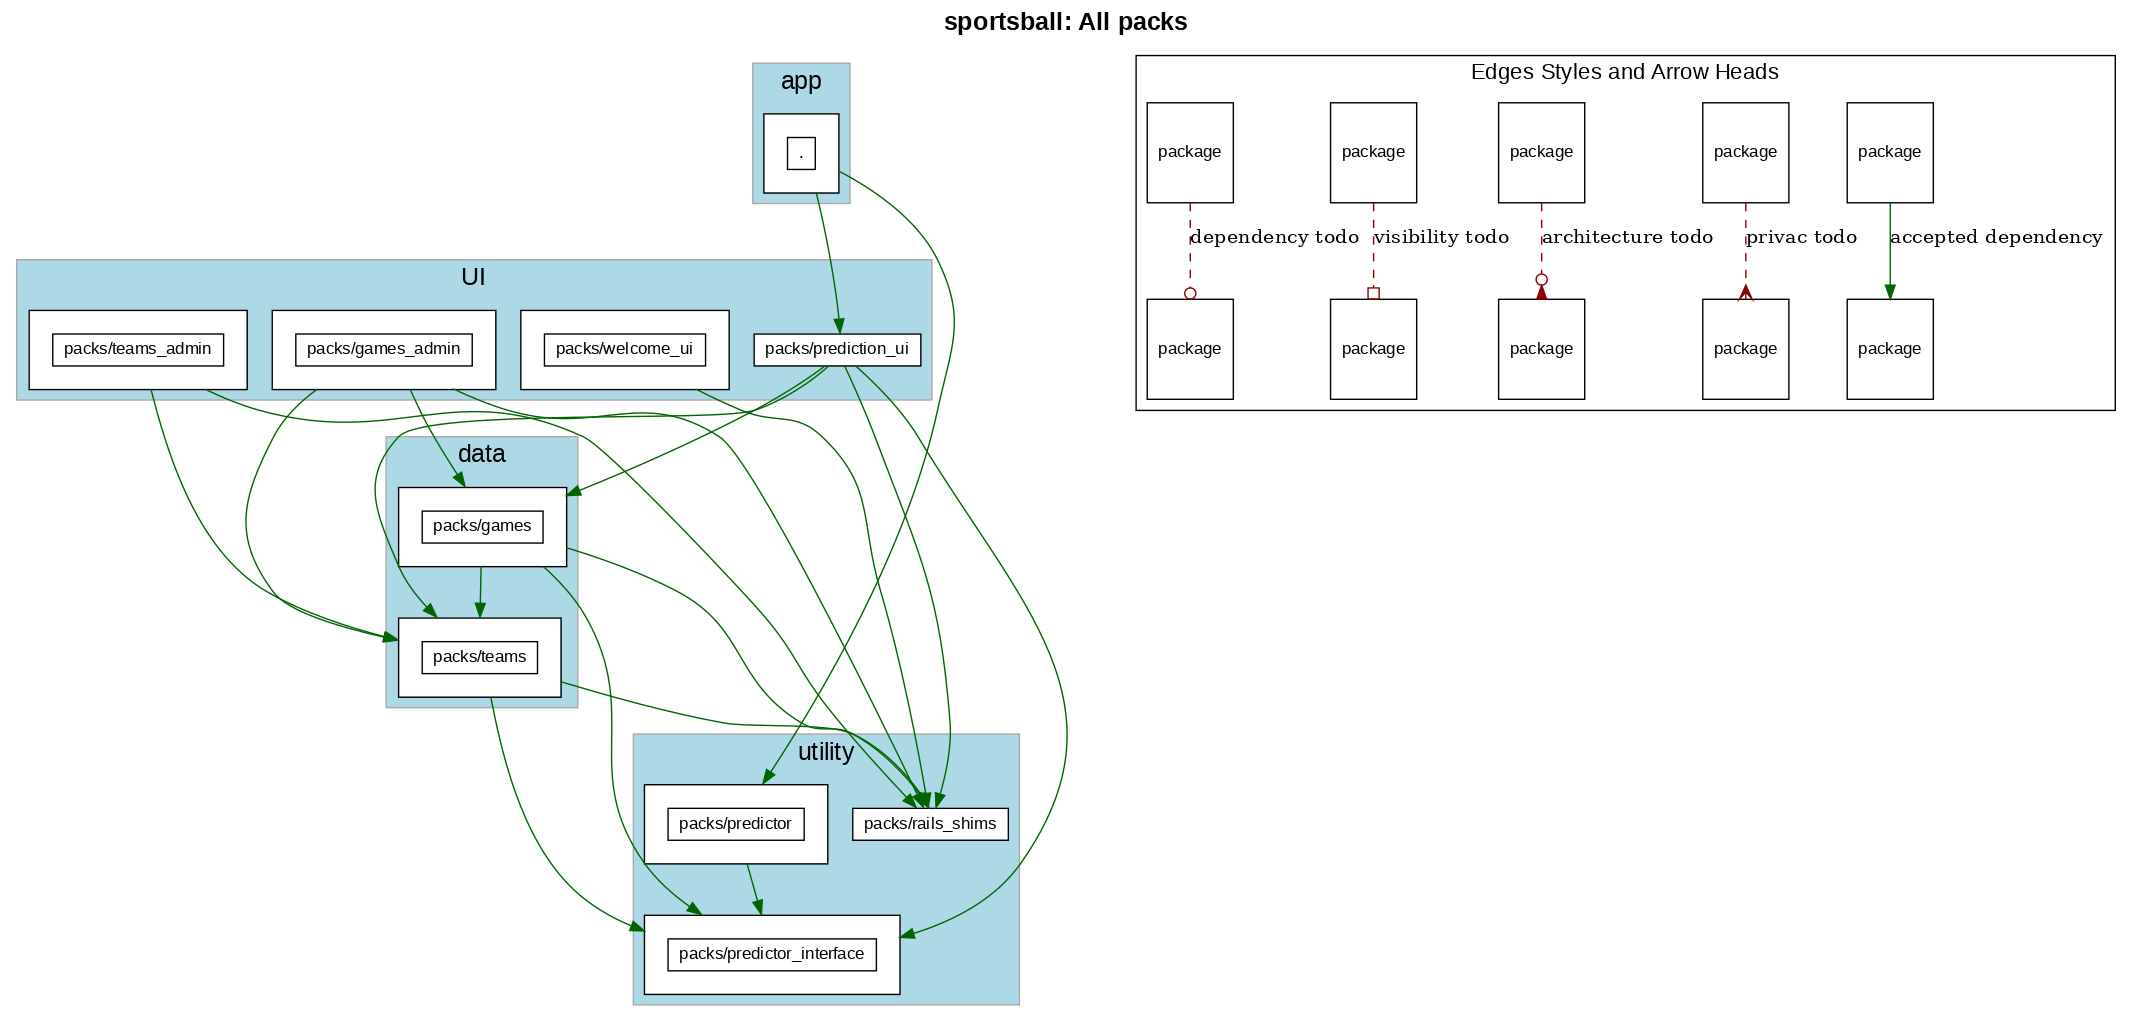 sportsball: All packs
app
.
UI
packs/teams_admin
packs/games_admin
packs/welcome_ui
packs/prediction_ui
data
packs/games
packs/teams
utility
packs/predictor
packs/rails_shims
packs/predictor_interface
Edges Styles and Arrow Heads
package
package
package
package
package
dependency todo
visibility todo
architecture todo
privac todo
accepted dependency
package
package
package
package
package